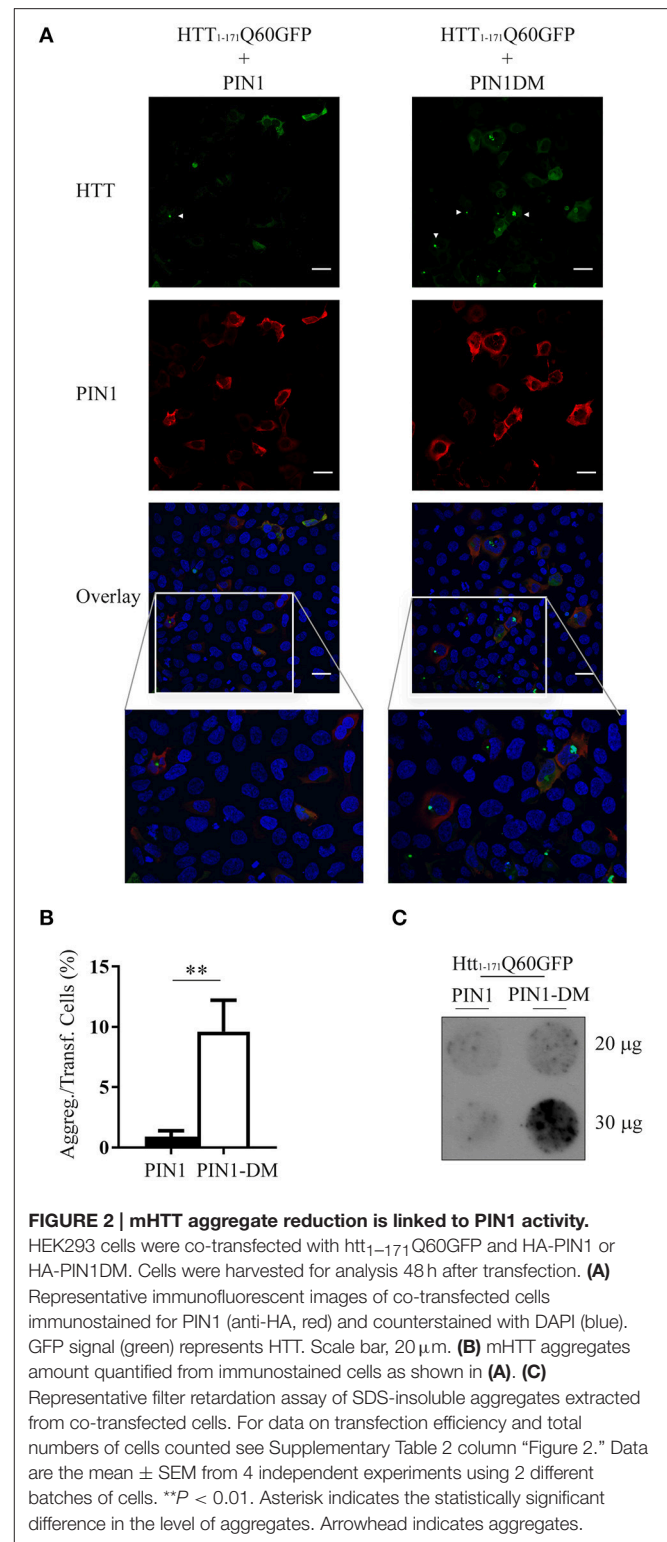 A
HTT1-171Q60GFP
+
PIN1
HTT1-171Q60GFP
+
PIN1DM
HTT
PIN1
Overlay
B
Aggreg./Transf. Cells (%)
15
10
5
0
**
PIN1
PIN1-DM
C
Htt1-171Q60GFP
PIN1
PIN1-DM
20 µg
30 µg
FIGURE 2 | mHTT aggregate reduction is linked to PIN1 activity.
HEK293 cells were co-transfected with htt1–171Q60GFP and HA-PIN1 or
HA-PIN1DM. Cells were harvested for analysis 48 h after transfection. (A)
Representative immunofluorescent images of co-transfected cells
immunostained for PIN1 (anti-HA, red) and counterstained with DAPI (blue).
GFP signal (green) represents HTT. Scale bar, 20 µm. (B) mHTT aggregates
amount quantified from immunostained cells as shown in (A). (C)
Representative filter retardation assay of SDS-insoluble aggregates extracted
from co-transfected cells. For data on transfection efficiency and total
numbers of cells counted see Supplementary Table 2 column “Figure 2.” Data
are the mean ± SEM from 4 independent experiments using 2 different
batches of cells. **P < 0.01. Asterisk indicates the statistically significant
difference in the level of aggregates. Arrowhead indicates aggregates.